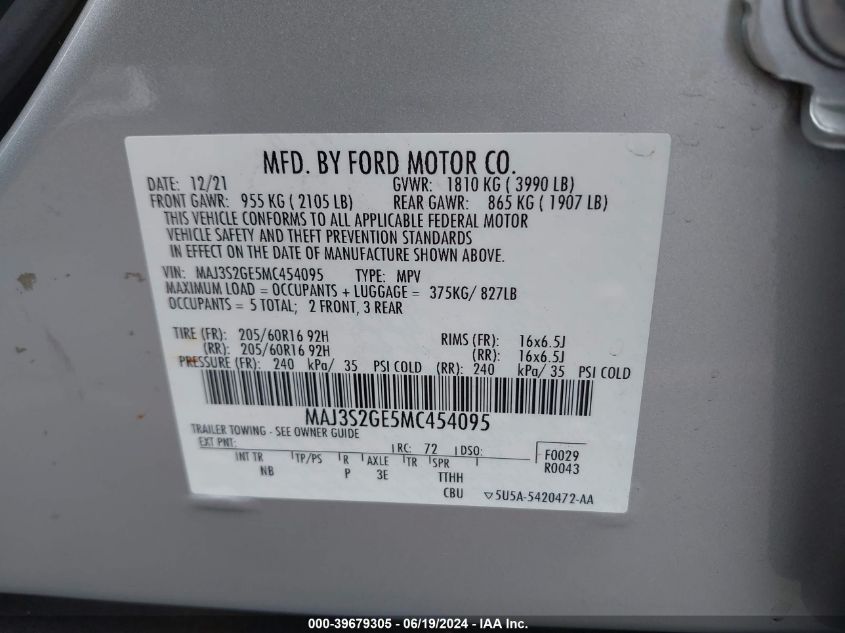 MFD. BY FORD MOTOR CO.
DATE: 12/21 GVWR: 1810 KG ( 3990 LB)
FRONT GAWR: 955 KG ( 2105 LB) REAR GAWR: 865 KG ( 1907 LB)
THIS VEHICLE CONFORMS TO ALL APPLICABLE FEDERAL MOTOR
VEHICLE SAFETY AND THEFT PREVENTION STANDARDS
IN EFFECT ON THE DATE OF MANUFACTURE SHOWN ABOVE.
VIN: MAJ3S2GE5MC454095 TYPE: MPV
MAXIMUM LOAD = OCCUPANTS + LUGGAGE = 375KG/ 827LB
OCCUPANTS = 5 TOTAL; 2 FRONT, 3 REAR
TIRE (FR): 205/60R16 92H RIMS (FR): 16x6.5J
(RR): 205/60R16 92H (RR): 16x6.5J
PRESSURE (FR): 240 kPa/ 35 PSI COLD (RR): 240 kPa/ 35 PSI COLD
MAJ3S2GE5MC454095
TRAILER TOWING - SEE OWNER GUIDE
EXT PNT: RC: 72 DSO: F0029
INT TR TP/PS R AXLE TR SPR R0043
NB P 3E TTHH
CBU 5U5A-5420472-AA
000-39679305 - 06/19/2024 - IAA Inc.